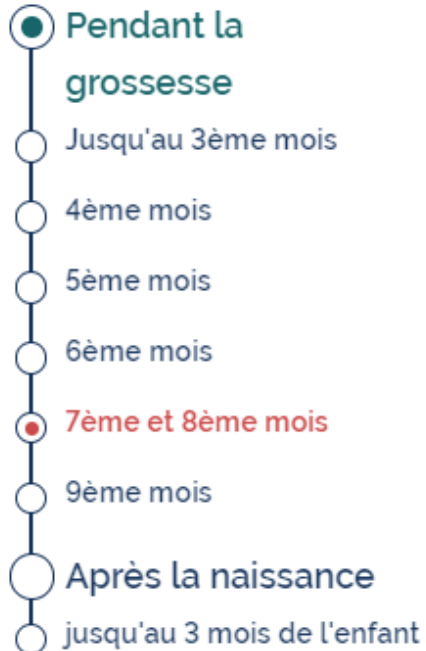 Pendant la
grossesse
Jusqu'au 3ème mois
4ème mois
5ème mois
6ème mois
7ème et 8ème mois
9ème mois
Après la naissance
jusqu'au 3 mois de l'enfant